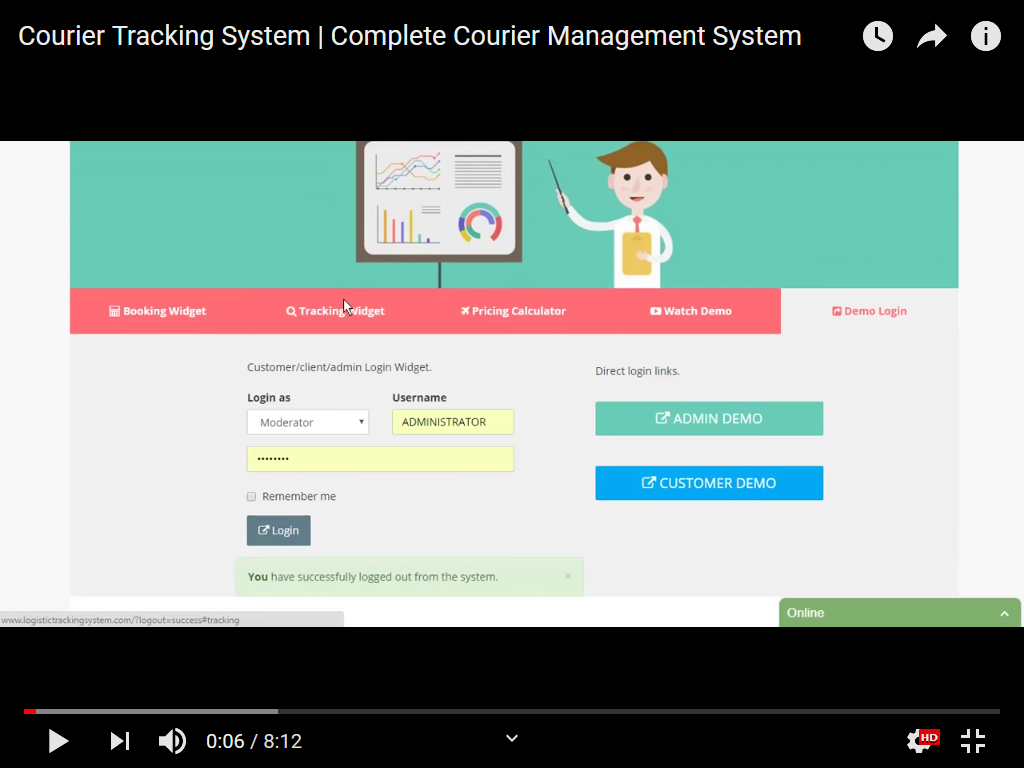 Courier Tracking System | Complete Courier Management System
Booking Widget
Tracking Widget
Pricing Calculator
Watch Demo
Demo Login
Customer/client/admin Login Widget.
Direct login links.
Login as
Username
Moderator
ADMINISTRATOR
ADMIN DEMO
••••••••
CUSTOMER DEMO
Remember me
Login
You have successfully logged out from the system.
×
Online
www.logistictrackingsystem.com/?logout=success#tracking
0:06 / 8:12
HD